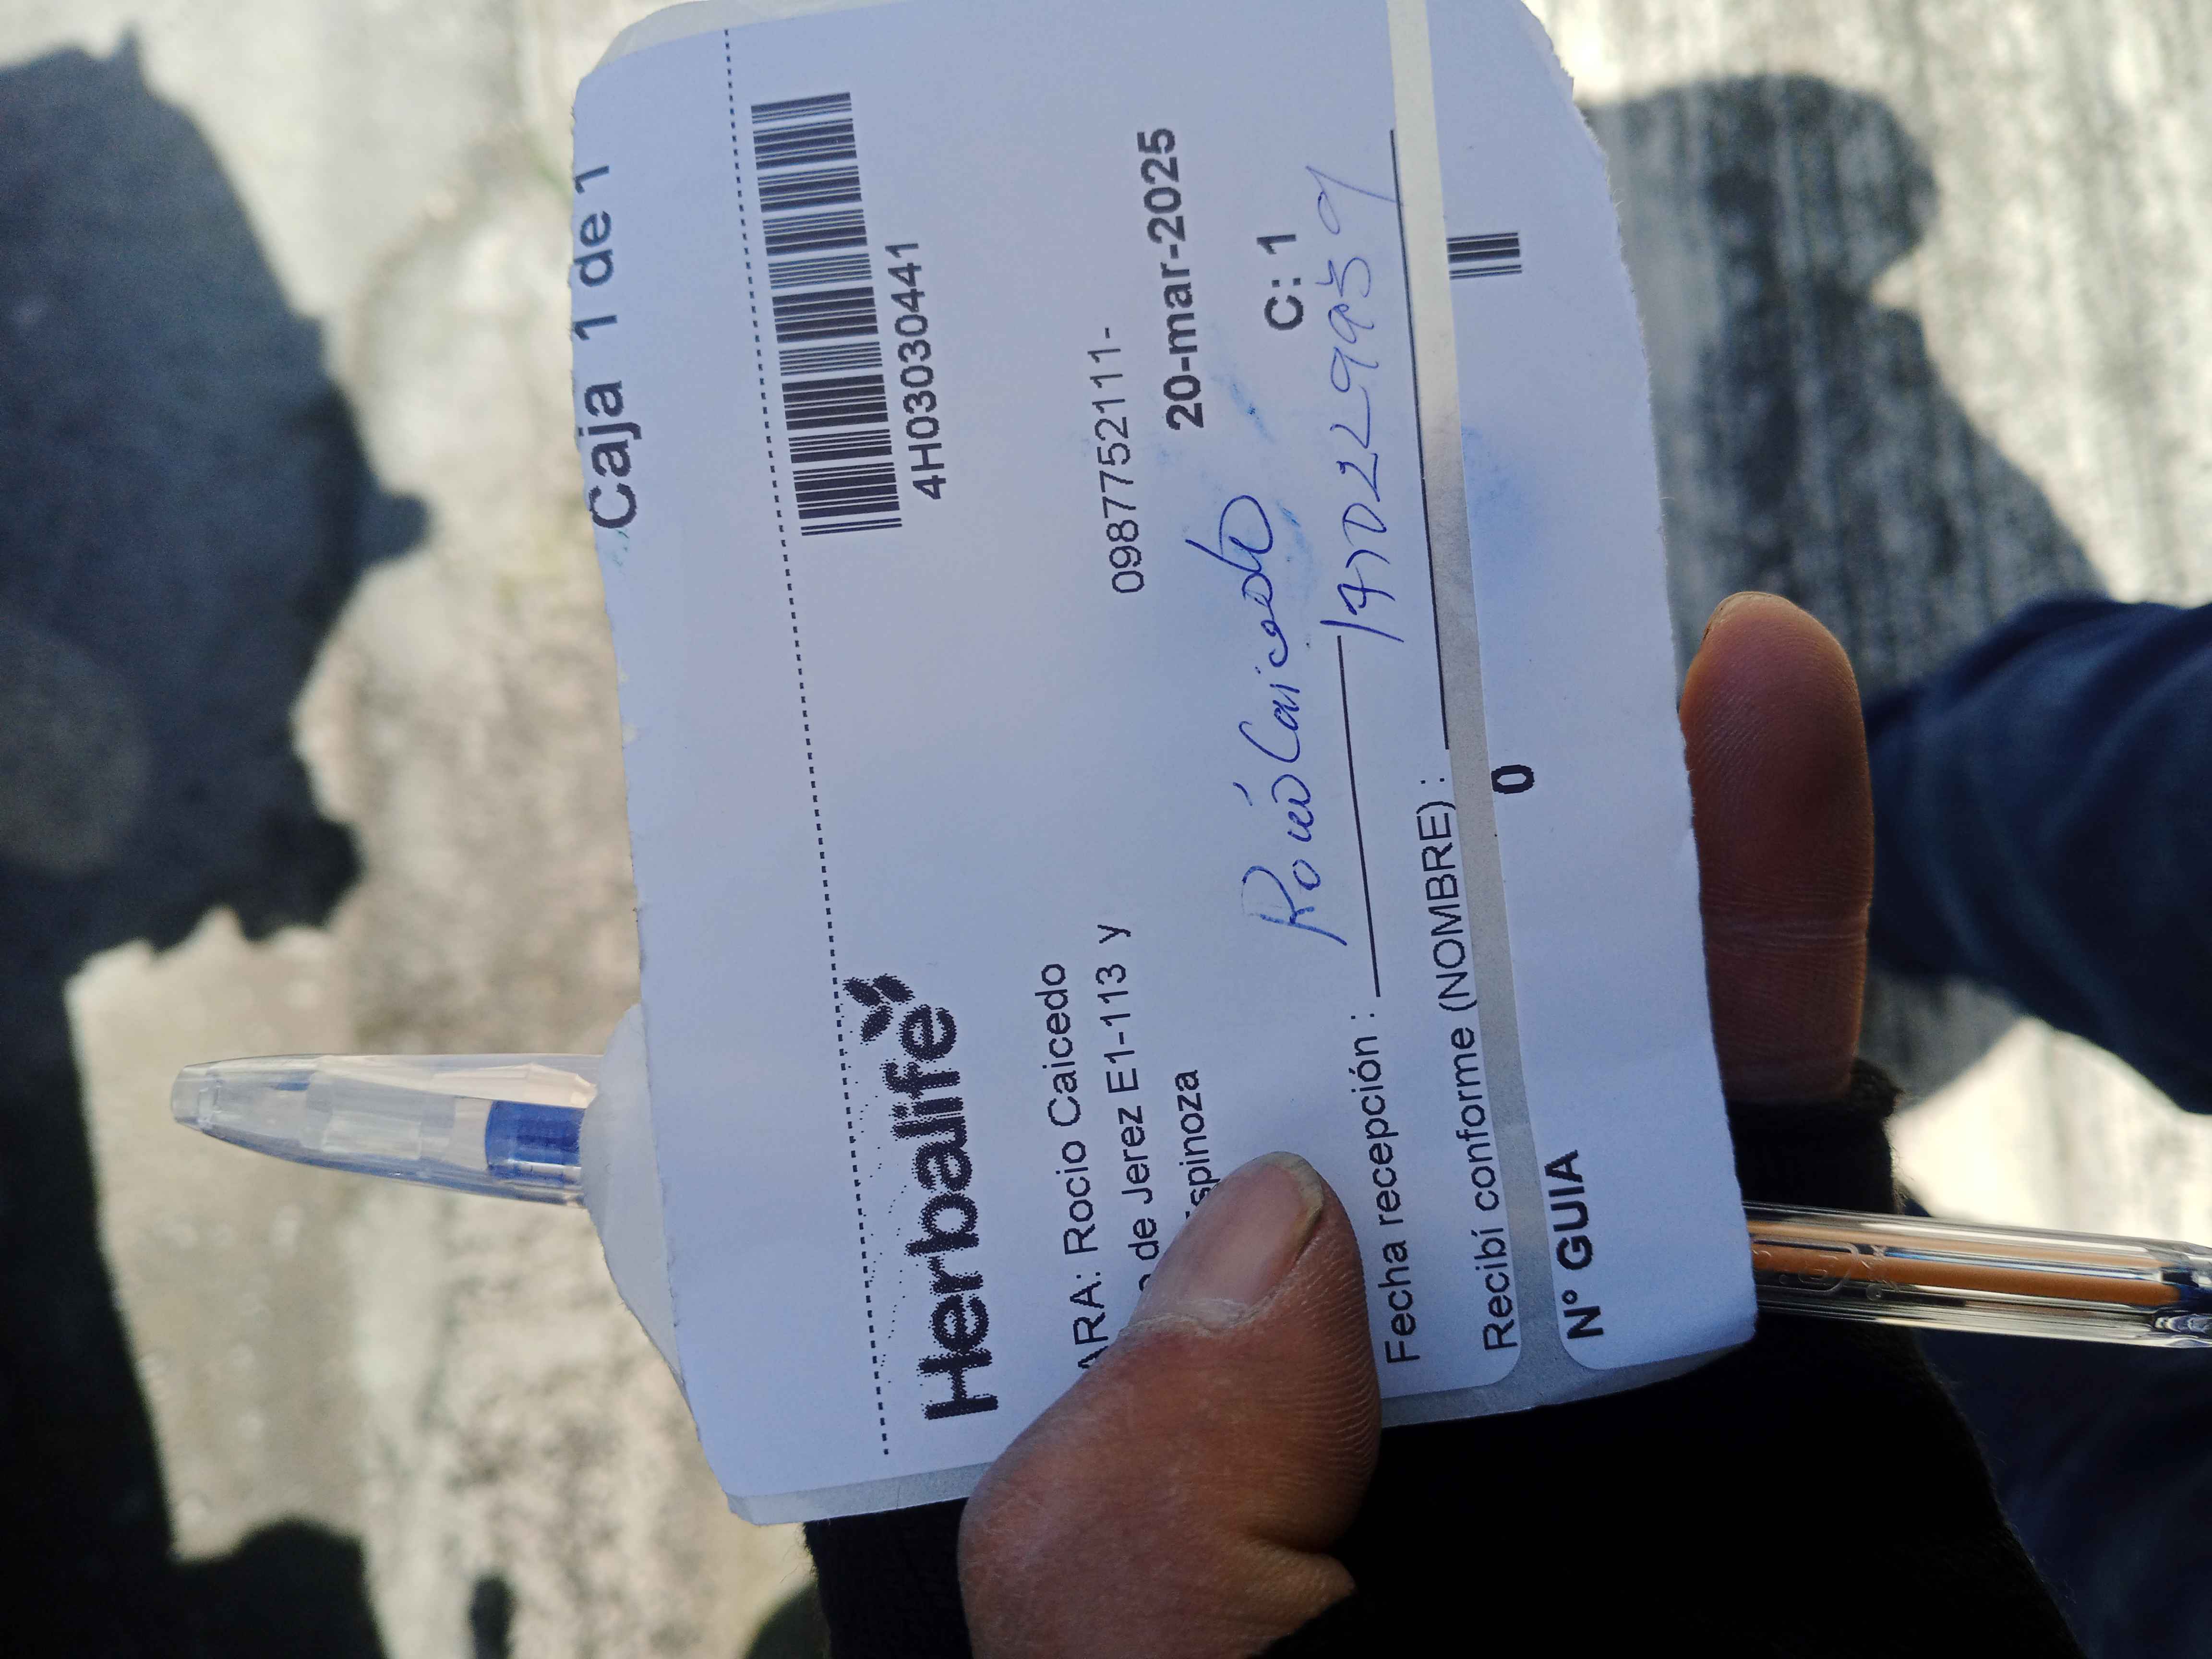 Caja 1 de 1
4H03030441
Herbalife
ARA: Rocio Caicedo
de Jerez E1-113 y
spinoza
0987752111-
20-mar-2025
C: 1
Rocío Caicedo
Fecha recepción :
Recibí conforme (NOMBRE) :
N° GUIA
0